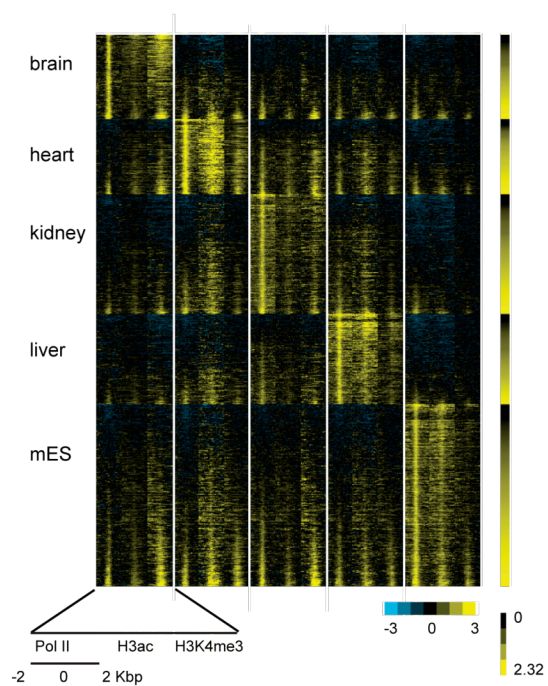 brain
heart
kidney
liver
mES
Pol II H3ac H3K4me3
-2 0 2 Kbp
-3 0 3
0
2.32